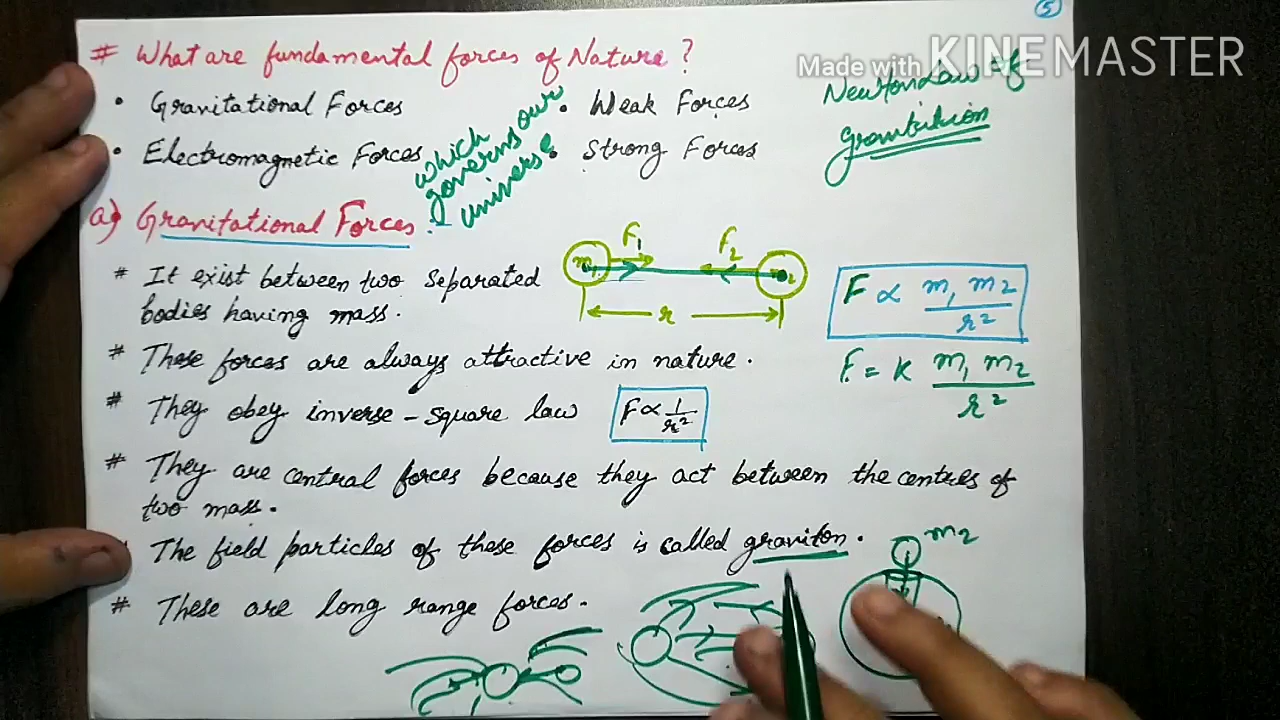 5
# What are fundamental forces of Nature?
Made with KINEMASTER
• Gravitational Forces
• Weak Forces
Newton Law of
gravitation
• Electromagnetic Forces
• Strong Forces
which
governs our
universe
a) Gravitational Forces :-
F₁ F₂
m₁
r
# It exist between two separated
bodies having mass.
F ∝ m₁ m₂ / r²
# These forces are always attractive in nature.
F = K m₁ m₂ / r²
# They obey inverse - square law F ∝ 1/r²
# They are central forces because they act between the centres of
two mass.
The field particles of these forces is called graviton.
m₂
# These are long range forces.